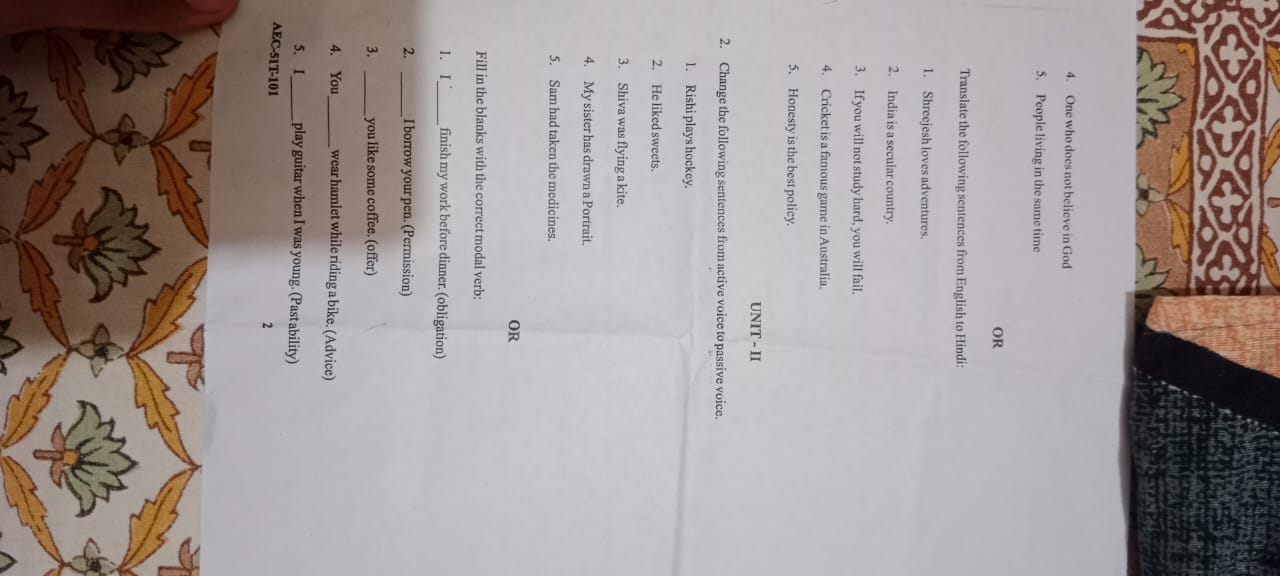 4. One who does not believe in God
5. People living in the same time
OR
Translate the following sentences from English to Hindi:
1. Shreejesh loves adventures.
2. India is secular country.
3. If you will not study hard, you will fail.
4. Cricket is a famous game in Australia.
5. Honesty is the best policy.
UNIT - II
2. Change the following sentences from active voice to passive voice.
1. Rishi plays hockey.
2. He liked sweets.
3. Shiva was flying a kite.
4. My sister has drawn a Portrait.
5. Sam had taken the medicines.
OR
Fill in the blanks with the correct modal verb:
1. I ______ finish my work before dinner. (obligation)
2. ______ I borrow your pen. (Permission)
3. ______ you like some coffee. (offer)
4. You ______ wear hamlet while riding a bike. (Advice)
5. I ______ play guitar when I was young. (Past ability)
AEC-51T-101 2